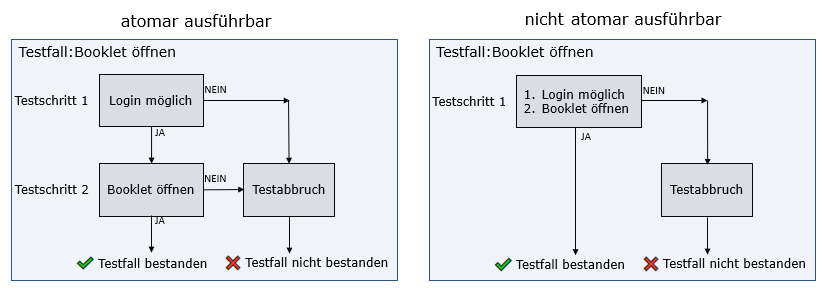 atomar ausführbar
Testfall:Booklet öffnen
Testschritt 1
Login möglich
NEIN
JA
Testschritt 2
Booklet öffnen
NEIN
Testabbruch
JA
Testfall bestanden
Testfall nicht bestanden
nicht atomar ausführbar
Testfall:Booklet öffnen
Testschritt 1
1. Login möglich
2. Booklet öffnen
NEIN
JA
Testabbruch
Testfall bestanden
Testfall nicht bestanden